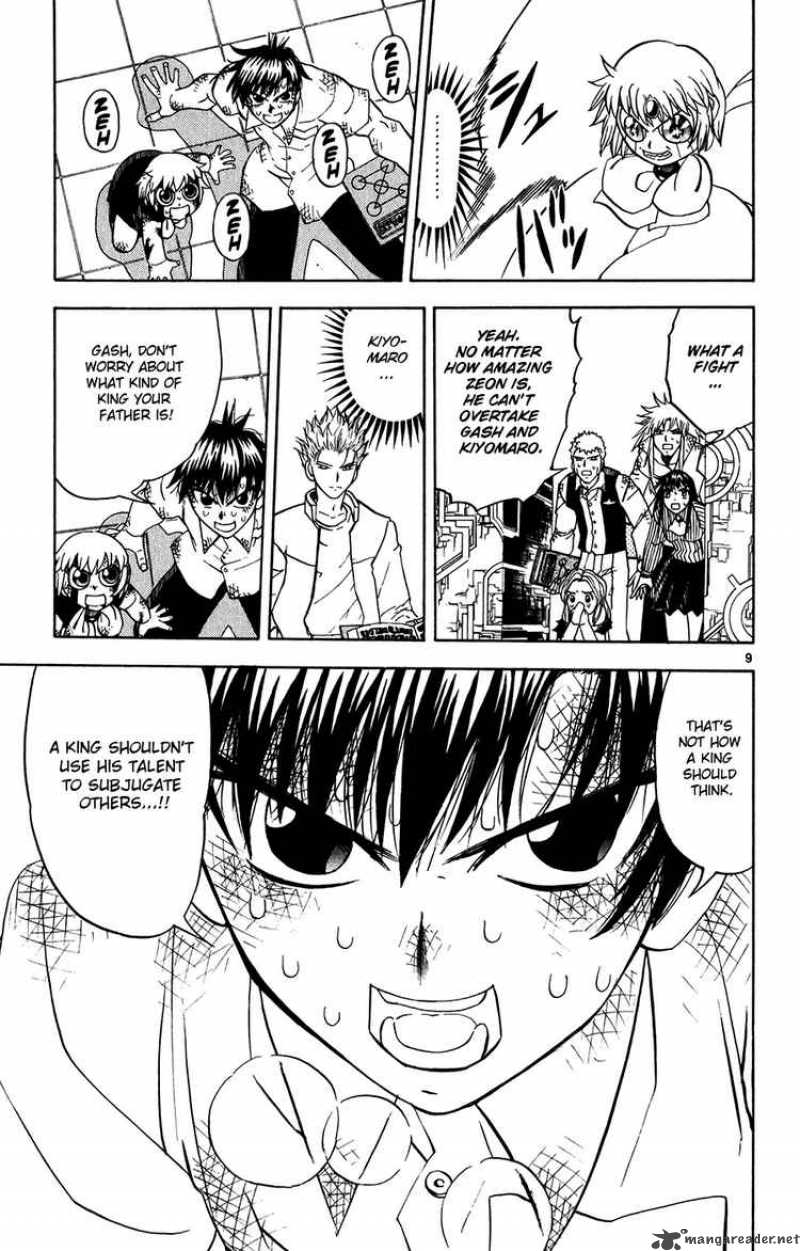 .........
ZEH
ZEH
ZEH
ZEH
WHAT A
FIGHT
...
YEAH.
NO MATTER
HOW AMAZING
ZEON IS,
HE CAN'T
OVERTAKE
GASH AND
KIYOMARO.
KIYO-
MARO
...
GASH, DON'T
WORRY ABOUT
WHAT KIND OF
KING YOUR
FATHER IS!
9
THAT'S
NOT HOW
A KING
SHOULD
THINK.
A KING SHOULDN'T
USE HIS TALENT
TO SUBJUGATE
OTHERS...!!
mangareader.net